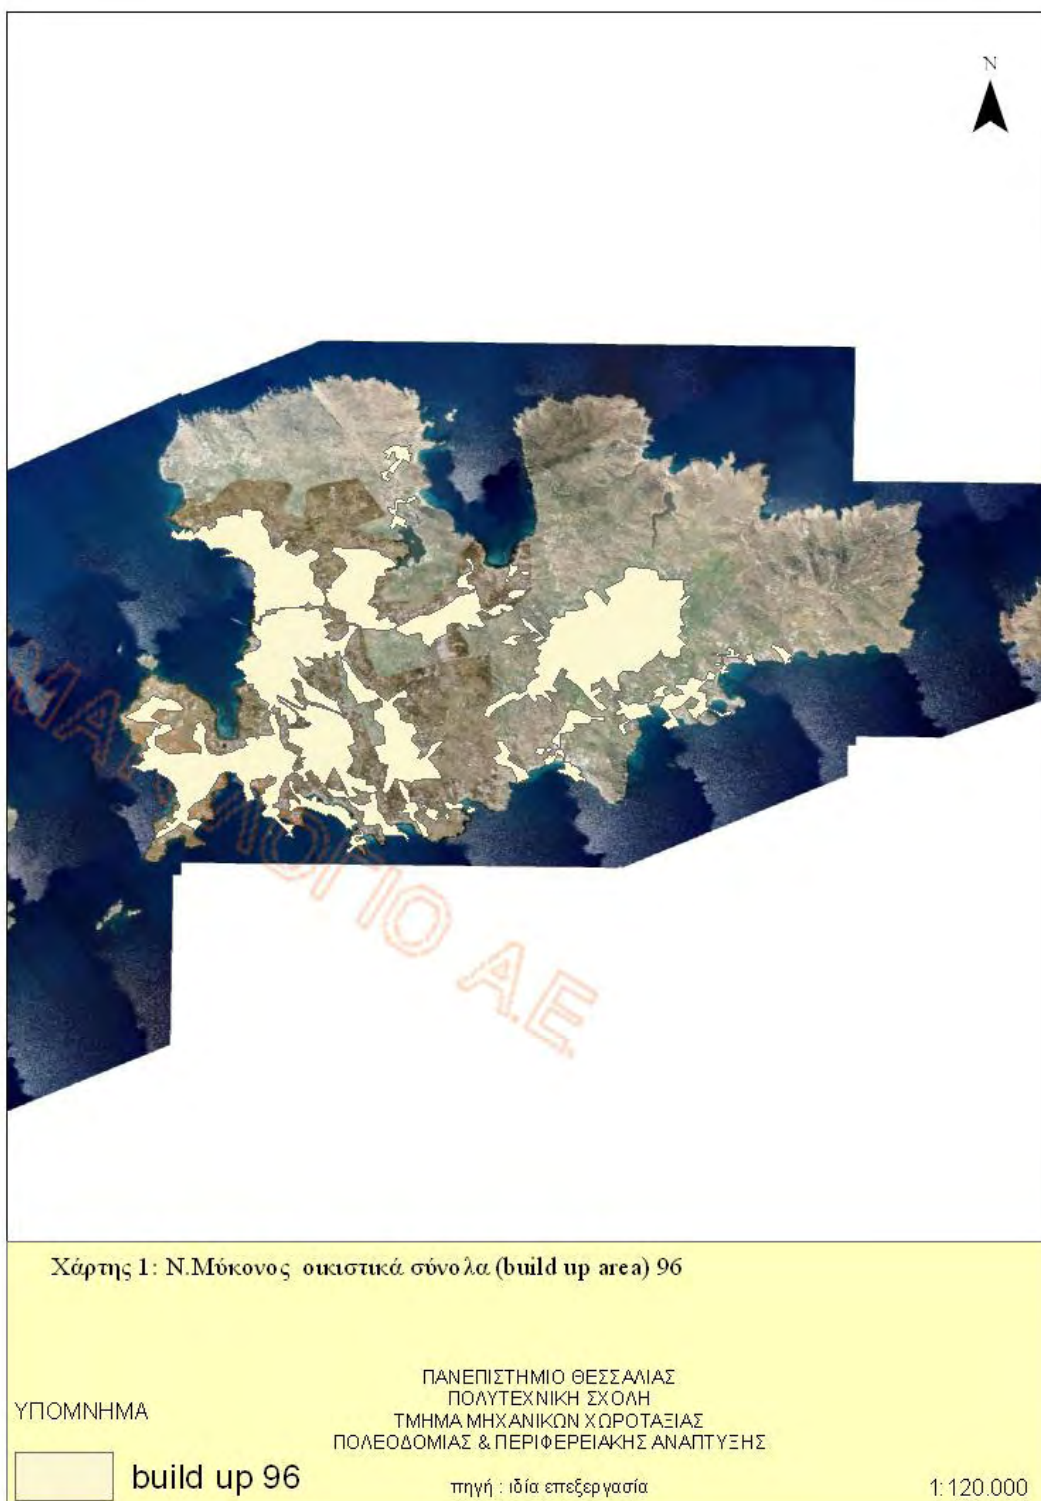 N
Α.Ε.
Χάρτης 1: Ν.Μύκονος οικιστικά σύνολα (build up area) 96
ΠΑΝΕΠΙΣΤΗΜΙΟ ΘΕΣΣΑΛΙΑΣ
ΠΟΛΥΤΕΧΝΙΚΗ ΣΧΟΛΗ
ΤΜΗΜΑ ΜΗΧΑΝΙΚΩΝ ΧΩΡΟΤΑΞΙΑΣ
ΠΟΛΕΟΔΟΜΙΑΣ & ΠΕΡΙΦΕΡΕΙΑΚΗΣ ΑΝΑΠΤΥΞΗΣ
ΥΠΟΜΝΗΜΑ
build up 96
πηγή : ιδία επεξεργασία
1:120.000